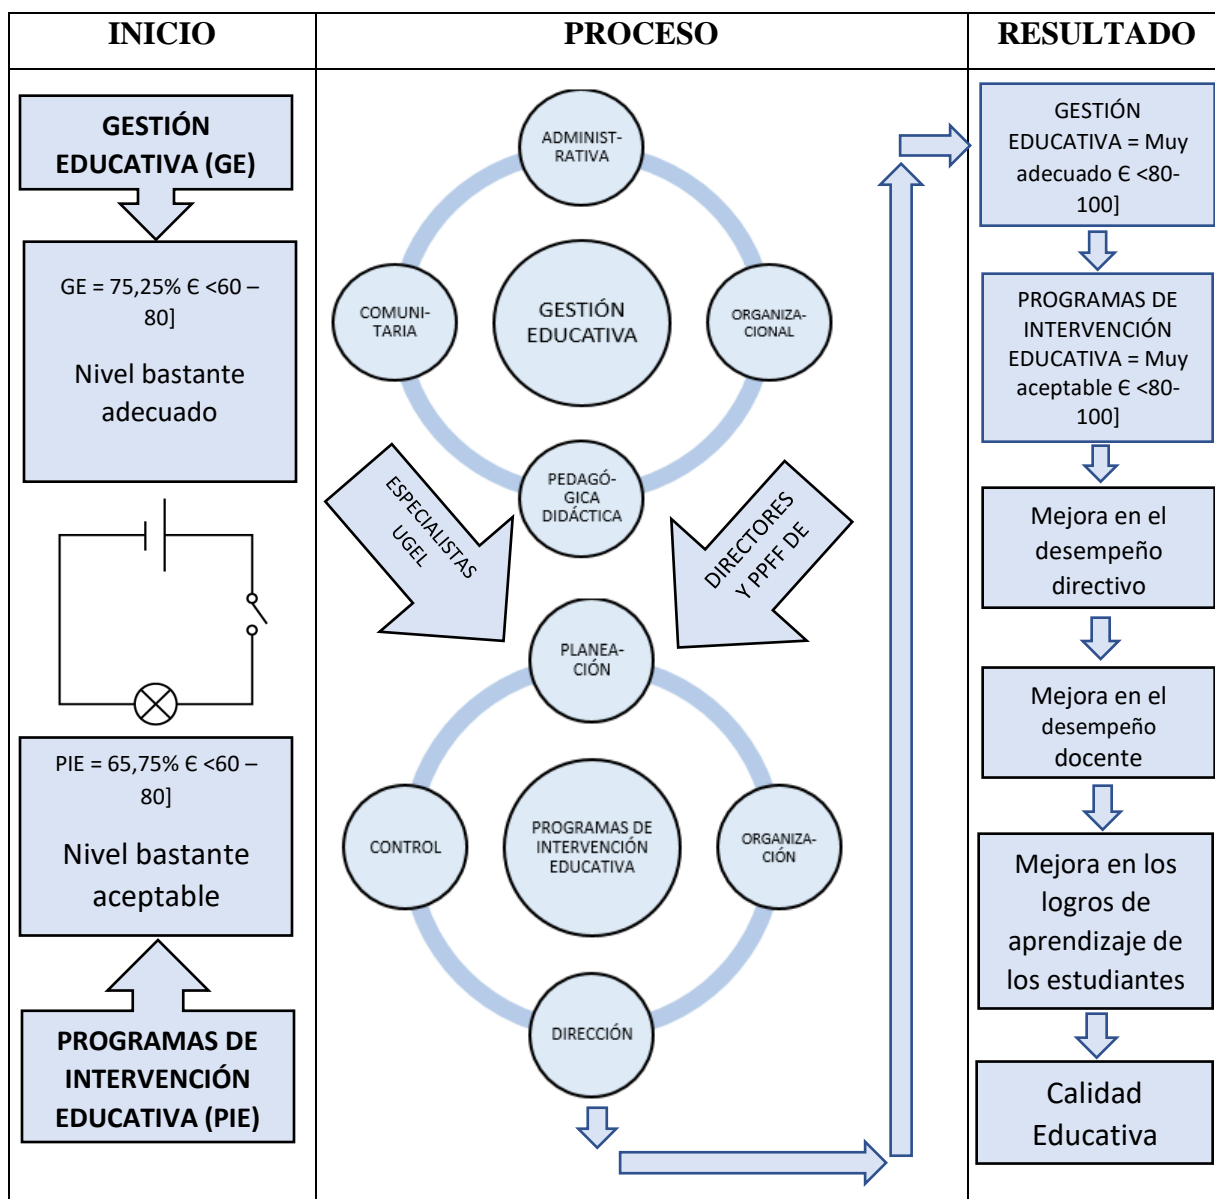 INICIO
PROCESO
RESULTADO
GESTIÓN
EDUCATIVA (GE)
GE = 75,25% Є <60 –
80]
Nivel bastante
adecuado
PIE = 65,75% Є <60 –
80]
Nivel bastante
aceptable
PROGRAMAS DE
INTERVENCIÓN
EDUCATIVA (PIE)
ADMINIST-
RATIVA
COMUNI-
TARIA
GESTIÓN
EDUCATIVA
ORGANIZA-
CIONAL
PEDAGÓ-
GICA
DIDÁCTICA
ESPECIALISTAS
UGEL
DIRECTORES
Y PPFF DE
PLANEA-
CIÓN
CONTROL
PROGRAMAS DE
INTERVENCIÓN
EDUCATIVA
ORGANIZA-
CIÓN
DIRECCIÓN
GESTIÓN
EDUCATIVA = Muy
adecuado Є <80-
100]
PROGRAMAS DE
INTERVENCIÓN
EDUCATIVA = Muy
aceptable Є <80-
100]
Mejora en el
desempeño
directivo
Mejora en el
desempeño
docente
Mejora en los
logros de
aprendizaje de
los estudiantes
Calidad
Educativa